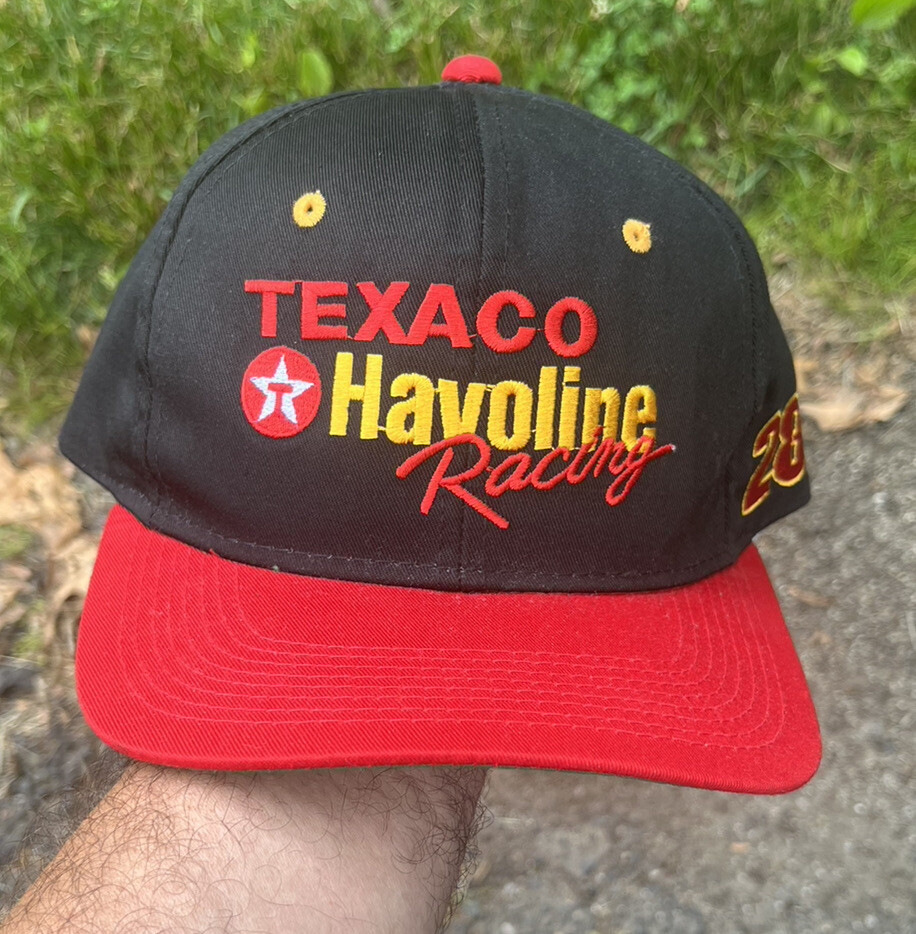 TEXACO
T Havoline
Racing
28